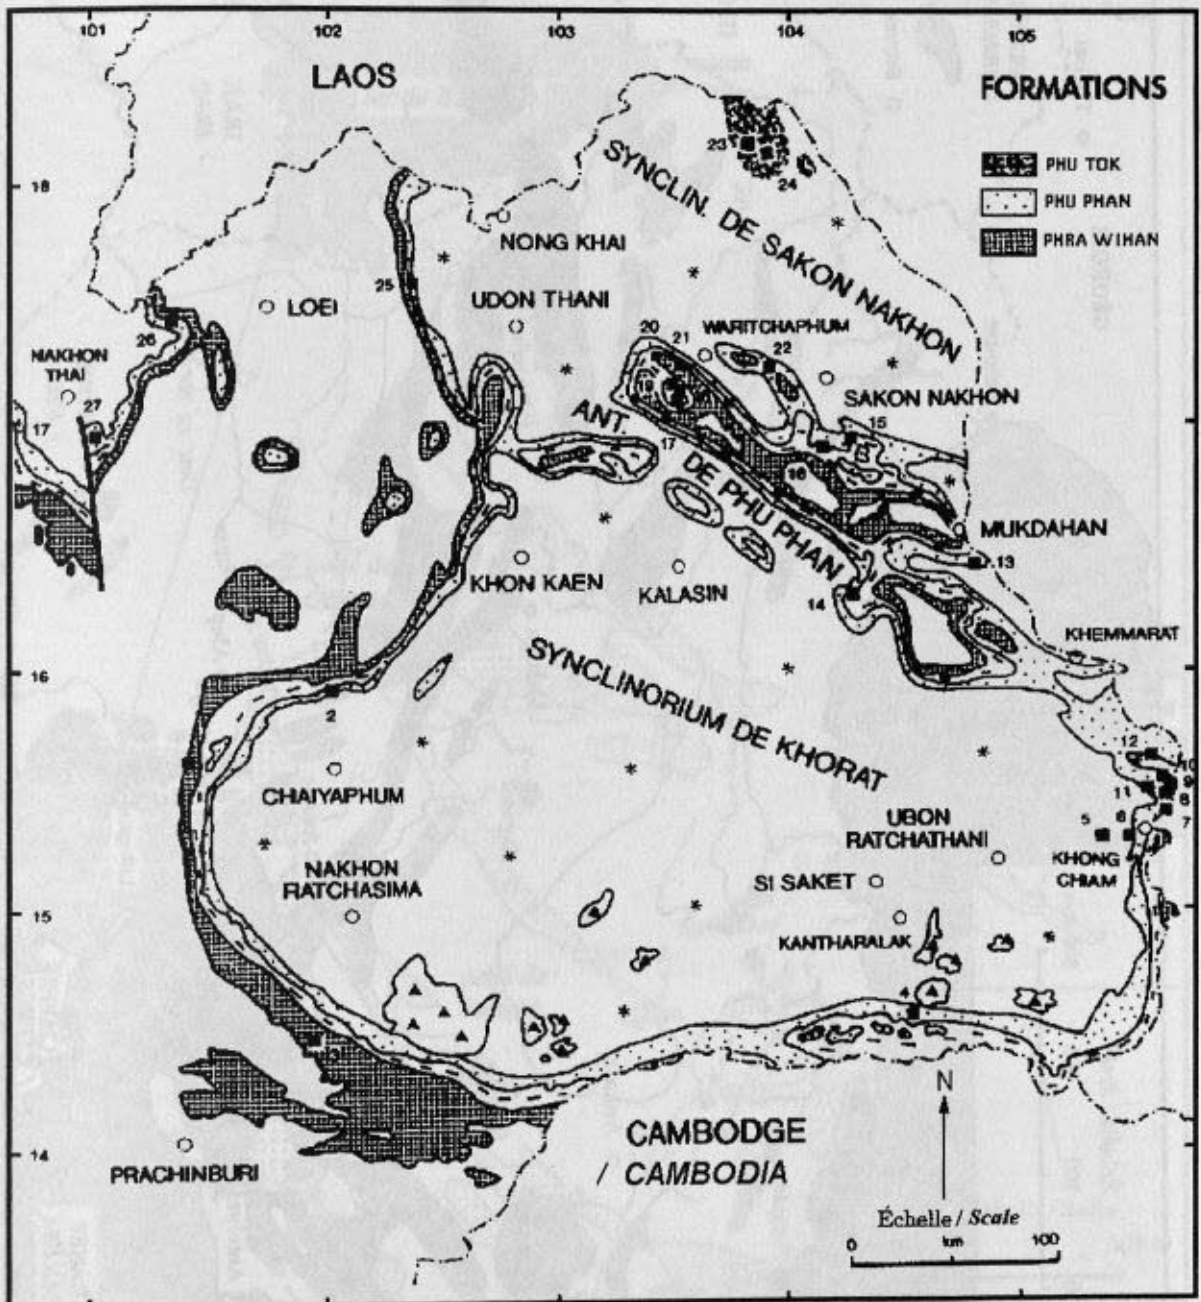 101 102 103 104 105
LAOS
FORMATIONS
PHU TOK
PHU PHAN
PHRA WIHAN
18
23
24
SYNCLIN. DE SAKON NAKHON
NONG KHAI
25
LOEI
UDON THANI
26
NAKHON
THAI
27
17
20
21
WARITCHAPHUM
22
19
SAKON NAKHON
15
ANT.
DE PHU PHAN
17
16
MUKDAHAN
13
KHON KAEN
KALASIN
14
KHEMMARAT
16
2
SYNCLINORIUM DE KHORAT
CHAIYAPHUM
12
10
11
9
8
7
5
6
UBON
RATCHATHANI
KHONG
CHIAM
NAKHON
RATCHASIMA
SI SAKET
15
KANTHARALAK
4
3
N
14
PRACHINBURI
CAMBODGE
/ CAMBODIA
Échelle / Scale
0 km 100